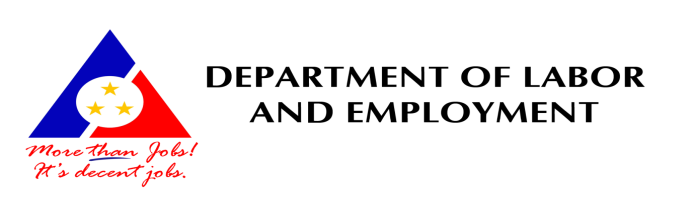 DEPARTMENT OF LABOR
AND EMPLOYMENT
More than Jobs!
It's decent jobs.